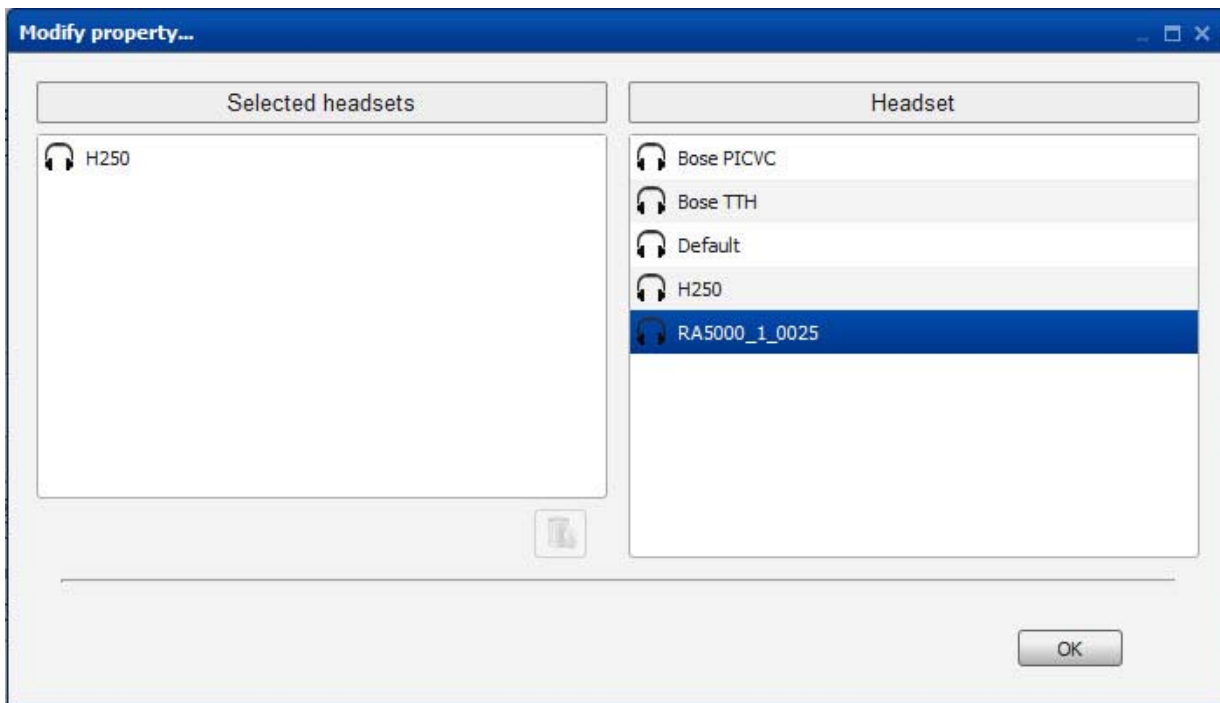 Modify property...
Selected headsets
H250
Headset
Bose PICVC
Bose TTH
Default
H250
RA5000_1_0025
OK